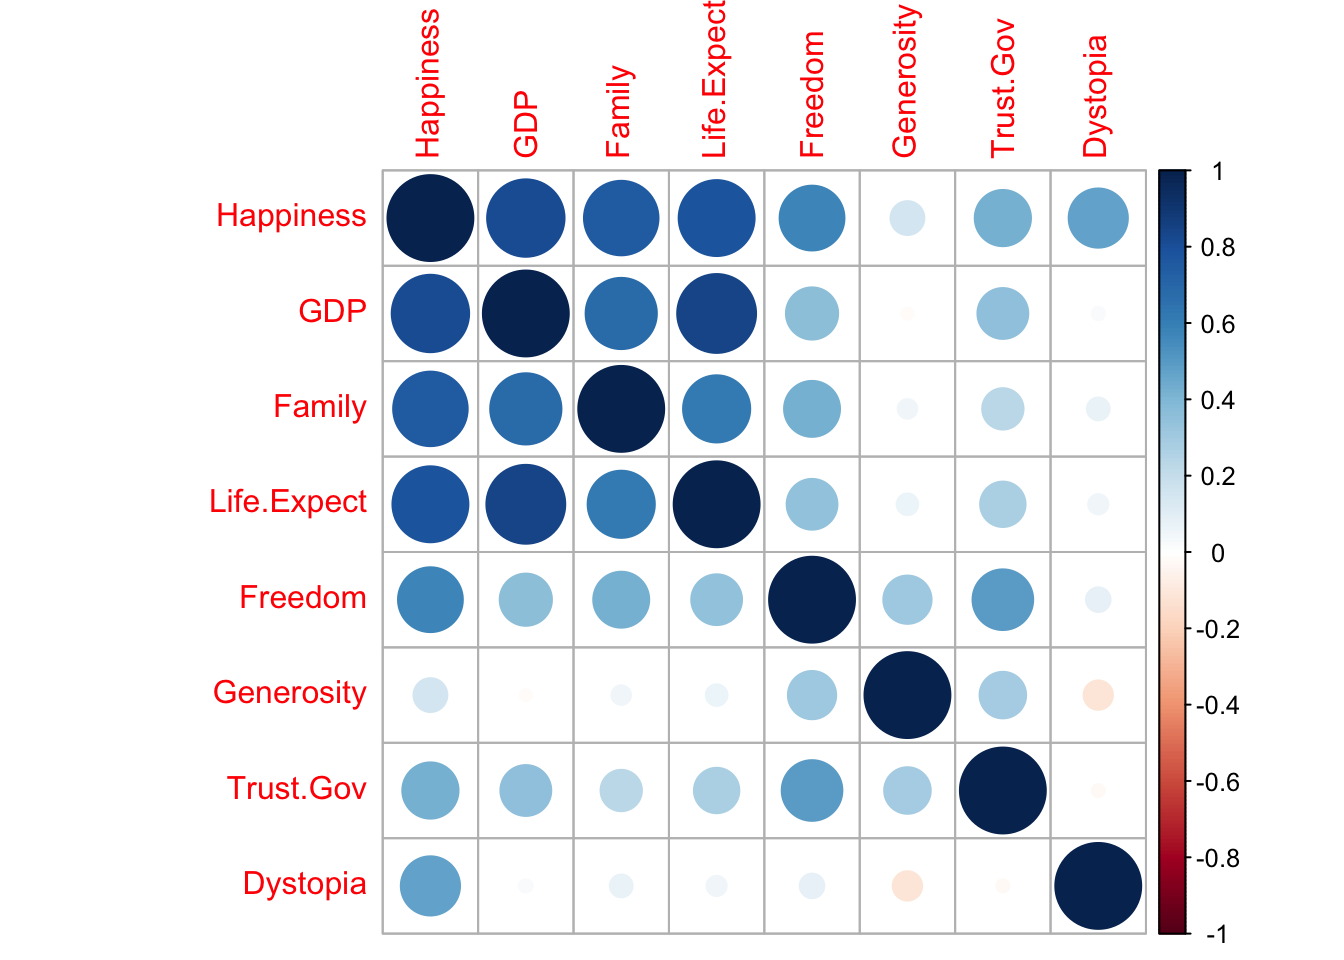 Happiness
GDP
Family
Life.Expect
Freedom
Generosity
Trust.Gov
Dystopia
Happiness
GDP
Family
Life.Expect
Freedom
Generosity
Trust.Gov
Dystopia
1
0.8
0.6
0.4
0.2
0
-0.2
-0.4
-0.6
-0.8
-1